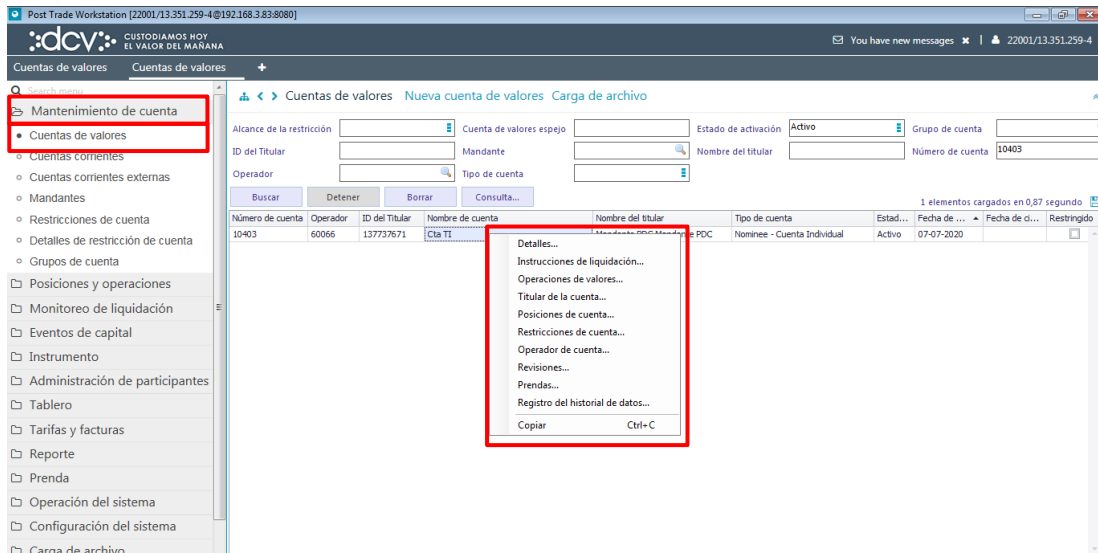 Post Trade Workstation [22001/13.351.259-4@192.168.3.83:8080]
:dcv: CUSTODIAMOS HOY
EL VALOR DEL MAÑANA
You have new messages × | 22001/13.351.259-4
Cuentas de valores Cuentas de valores +
Search menu
Mantenimiento de cuenta
Cuentas de valores
Cuentas corrientes
Cuentas corrientes externas
Mandantes
Restricciones de cuenta
Detalles de restricción de cuenta
Grupos de cuenta
Posiciones y operaciones
Monitoreo de liquidación
Eventos de capital
Instrumento
Administración de participantes
Tablero
Tarifas y facturas
Reporte
Prenda
Operación del sistema
Configuración del sistema
Carga de archivo
Cuentas de valores Nueva cuenta de valores Carga de archivo
Alcance de la restricción Cuenta de valores espejo Estado de activación Activo Grupo de cuenta
ID del Titular Mandante Nombre del titular Número de cuenta 10403
Operador Tipo de cuenta
Buscar Detener Borrar Consulta...
1 elementos cargados en 0,87 segundo
Número de cuenta Operador ID del Titular Nombre de cuenta Nombre del titular Tipo de cuenta Estad... Fecha de ... Fecha de ci... Restringido
10403 60066 137737671 Cta TI Mandante PDC Mandante PDC Nominee - Cuenta Individual Activo 07-07-2020
Detalles...
Instrucciones de liquidación...
Operaciones de valores...
Titular de la cuenta...
Posiciones de cuenta...
Restricciones de cuenta...
Operador de cuenta...
Revisiones...
Prendas...
Registro del historial de datos...
Copiar Ctrl+C